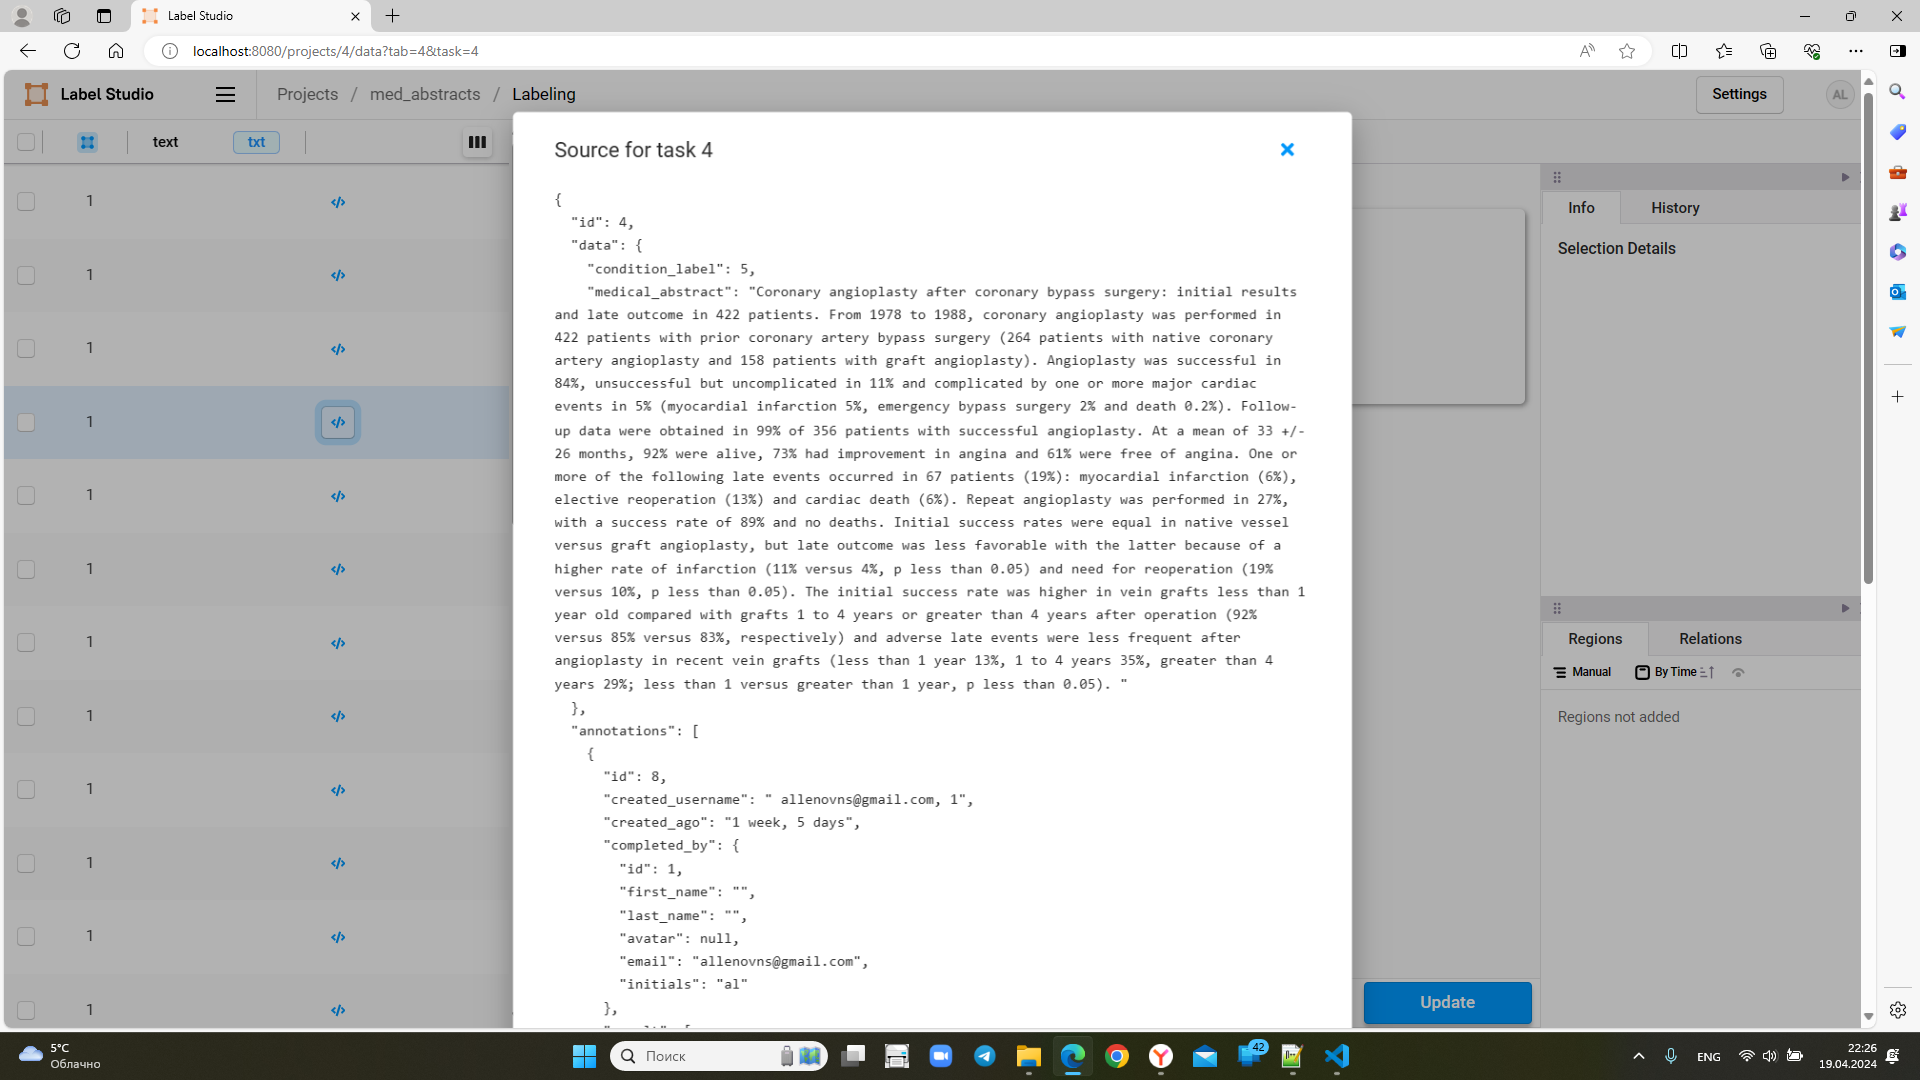 Label Studio
localhost:8080/projects/4/data?tab=4&task=4
Label Studio
Projects / med_abstracts / Labeling
Settings
AL
text txt
1
1
1
1
1
1
1
1
1
1
1
1
Source for task 4
{
"id": 4,
"data": {
"condition_label": 5,
"medical_abstract": "Coronary angioplasty after coronary bypass surgery: initial results
and late outcome in 422 patients. From 1978 to 1988, coronary angioplasty was performed in
422 patients with prior coronary artery bypass surgery (264 patients with native coronary
artery angioplasty and 158 patients with graft angioplasty). Angioplasty was successful in
84%, unsuccessful but uncomplicated in 11% and complicated by one or more major cardiac
events in 5% (myocardial infarction 5%, emergency bypass surgery 2% and death 0.2%). Follow-
up data were obtained in 99% of 356 patients with successful angioplasty. At a mean of 33 +/-
26 months, 92% were alive, 73% had improvement in angina and 61% were free of angina. One or
more of the following late events occurred in 67 patients (19%): myocardial infarction (6%),
elective reoperation (13%) and cardiac death (6%). Repeat angioplasty was performed in 27%,
with a success rate of 89% and no deaths. Initial success rates were equal in native vessel
versus graft angioplasty, but late outcome was less favorable with the latter because of a
higher rate of infarction (11% versus 4%, p less than 0.05) and need for reoperation (19%
versus 10%, p less than 0.05). The initial success rate was higher in vein grafts less than 1
year old compared with grafts 1 to 4 years or greater than 4 years after operation (92%
versus 85% versus 83%, respectively) and adverse late events were less frequent after
angioplasty in recent vein grafts (less than 1 year 13%, 1 to 4 years 35%, greater than 4
years 29%; less than 1 versus greater than 1 year, p less than 0.05). "
},
"annotations": [
{
"id": 8,
"created_username": " allenovns@gmail.com, 1",
"created_ago": "1 week, 5 days",
"completed_by": {
"id": 1,
"first_name": "",
"last_name": "",
"avatar": null,
"email": "allenovns@gmail.com",
"initials": "al"
},
Info History
Selection Details
Regions Relations
Manual By Time
Regions not added
Update
5°C
Облачно
Поиск
42
ENG
22:26
19.04.2024